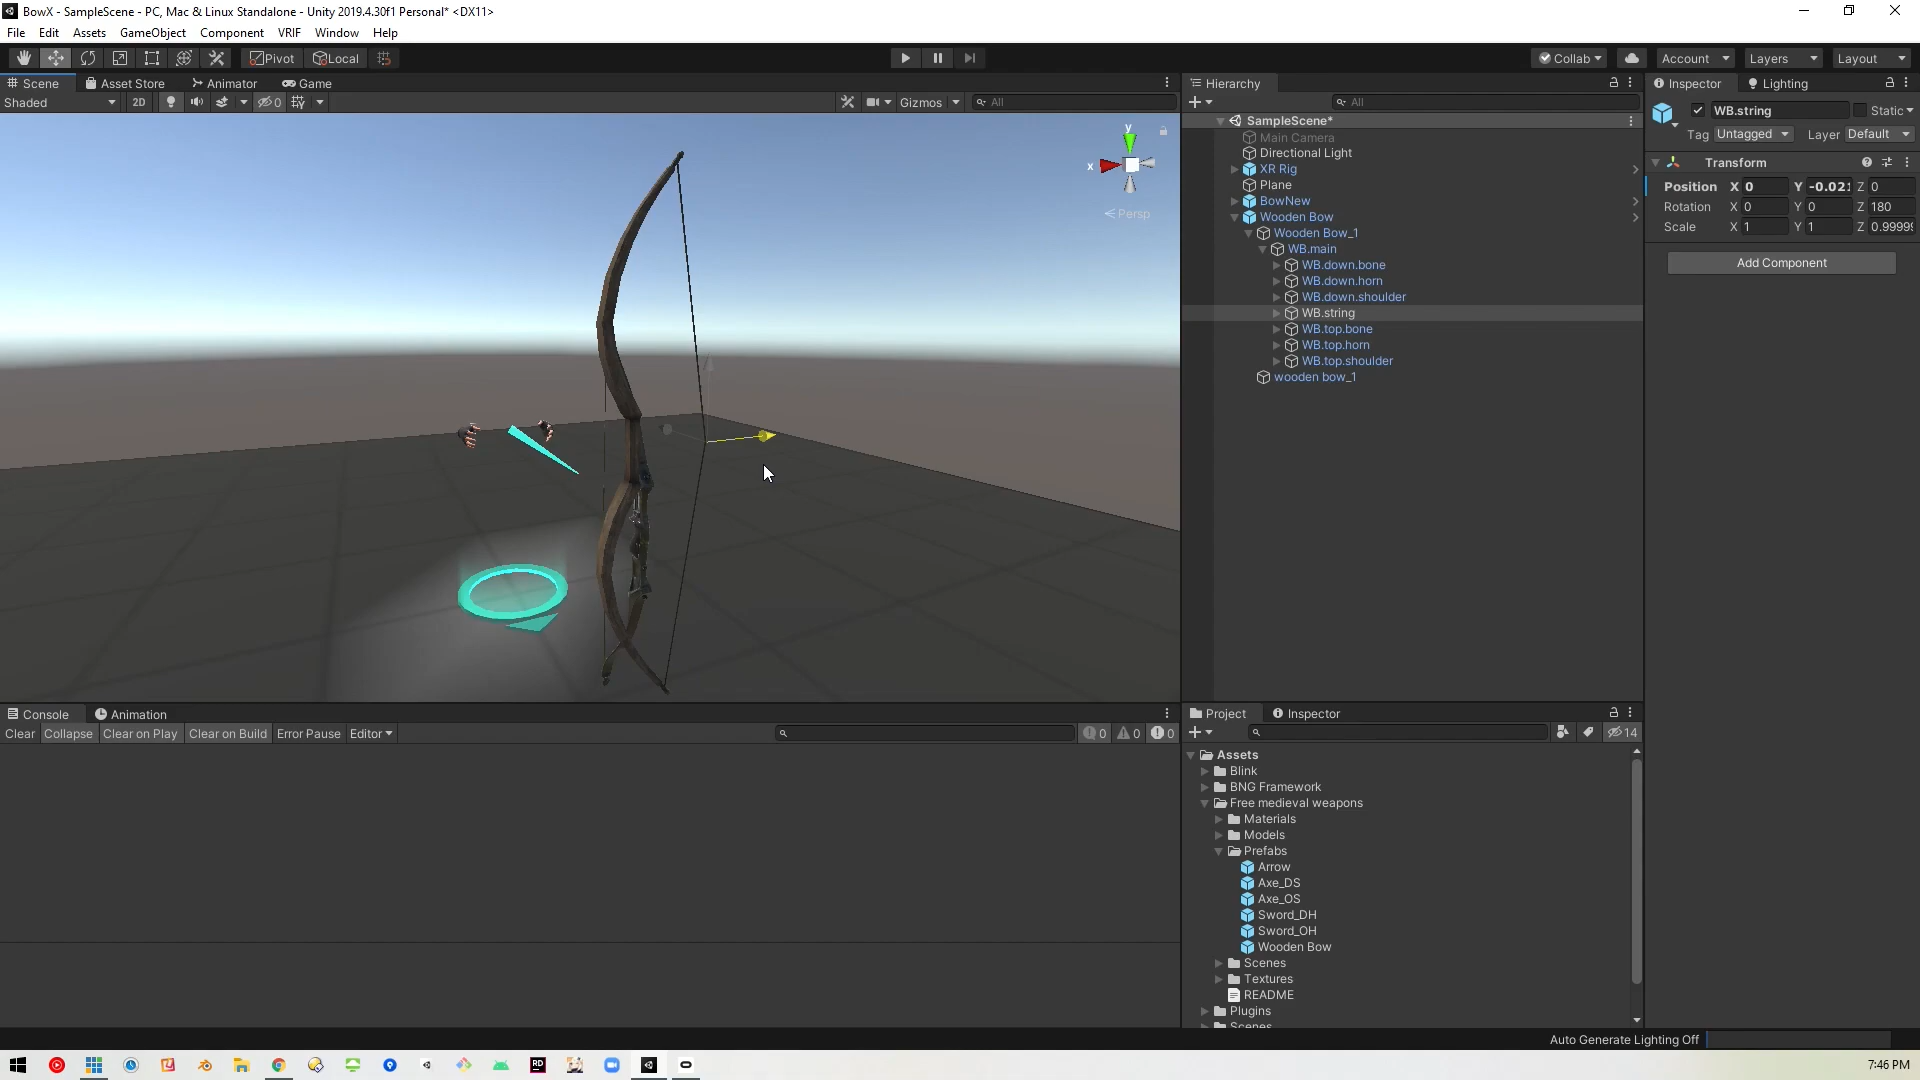 BowX - SampleScene - PC, Mac & Linux Standalone - Unity 2019.4.30f1 Personal* <DX11>
File Edit Assets GameObject Component VRIF Window Help
Pivot Local Collab Account Layers Layout
Scene Asset Store Animator Game
Shaded 2D 0 Gizmos All
y
x
Persp
Hierarchy
All
SampleScene*
Main Camera
Directional Light
XR Rig
Plane
BowNew
Wooden Bow
Wooden Bow_1
WB.main
WB.down.bone
WB.down.horn
WB.down.shoulder
WB.string
WB.top.bone
WB.top.horn
WB.top.shoulder
wooden bow_1
Inspector Lighting
WB.string Static
Tag Untagged Layer Default
Transform
Position X 0 Y -0.021 Z 0
Rotation X 0 Y 0 Z 180
Scale X 1 Y 1 Z 0.9999
Add Component
Console Animation
Clear Collapse Clear on Play Clear on Build Error Pause Editor 0 0 0
Project Inspector
14
Assets
Blink
BNG Framework
Free medieval weapons
Materials
Models
Prefabs
Arrow
Axe_DS
Axe_OS
Sword_DH
Sword_OH
Wooden Bow
Scenes
Textures
README
Plugins
Scenes
Auto Generate Lighting Off
RD
7:46 PM